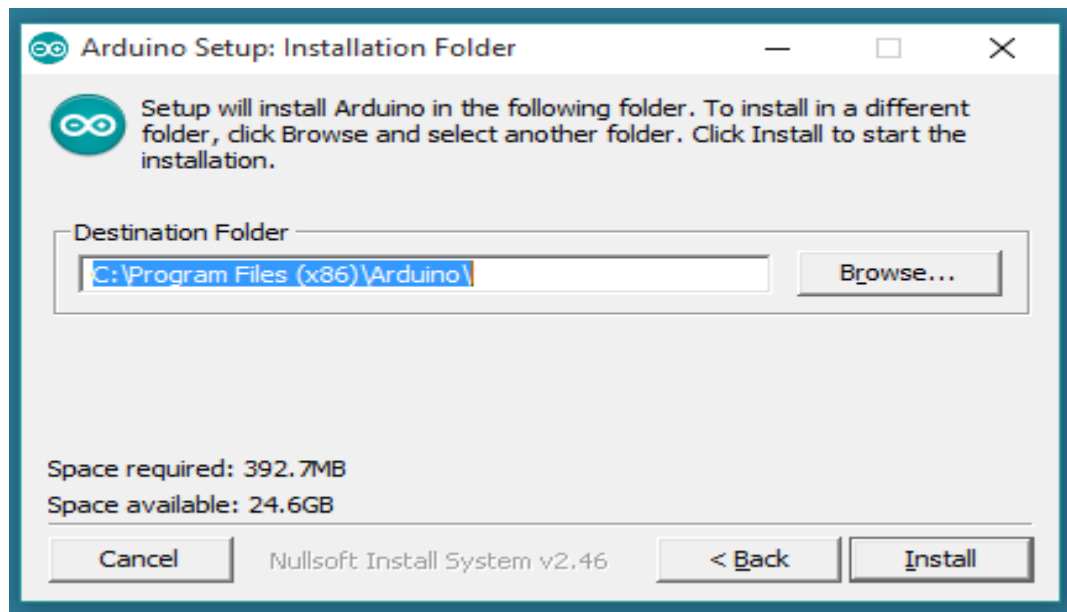 Arduino Setup: Installation Folder
Setup will install Arduino in the following folder. To install in a different
folder, click Browse and select another folder. Click Install to start the
installation.
Destination Folder
C:\Program Files (x86)\Arduino\
Browse...
Space required: 392.7MB
Space available: 24.6GB
Cancel
Nullsoft Install System v2.46
< Back
Install